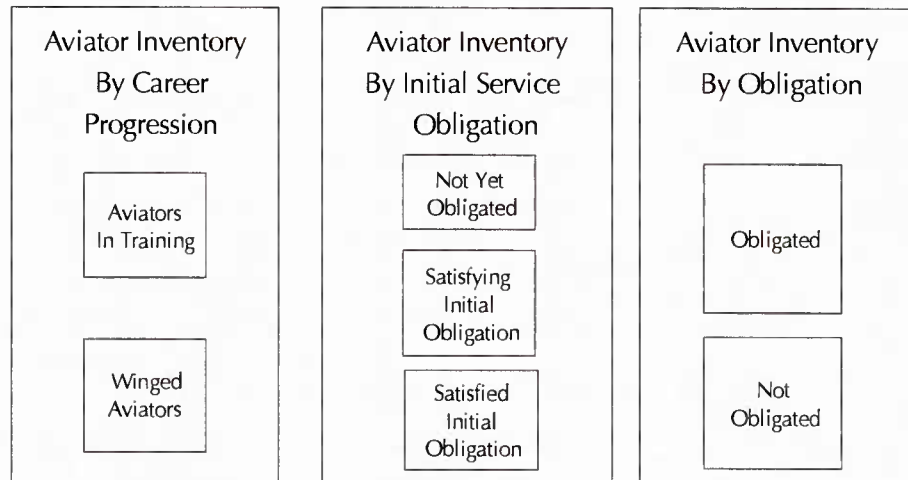 Aviator Inventory
By Career
Progression
Aviators
In Training
Winged
Aviators
Aviator Inventory
By Initial Service
Obligation
Not Yet
Obligated
Satisfying
Initial
Obligation
Satisfied
Initial
Obligation
Aviator Inventory
By Obligation
Obligated
Not
Obligated